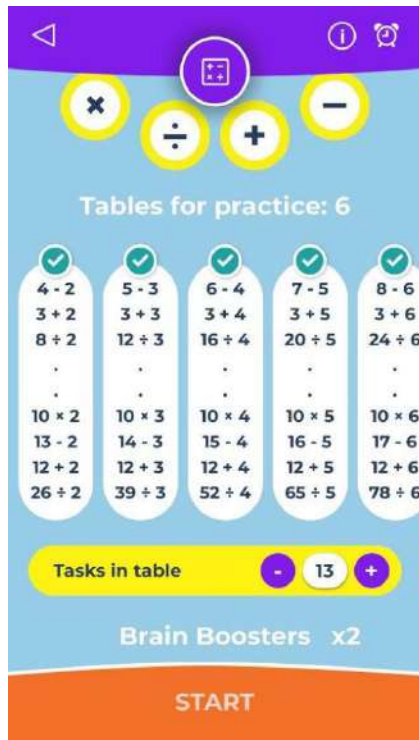 × ÷ + −
Tables for practice: 6
4 - 2 5 - 3 6 - 4 7 - 5 8 - 6
3 + 2 3 + 3 3 + 4 3 + 5 3 + 6
8 ÷ 2 12 ÷ 3 16 ÷ 4 20 ÷ 5 24 ÷ 6
. . . . .
. . . . .
10 × 2 10 × 3 10 × 4 10 × 5 10 × 6
13 - 2 14 - 3 15 - 4 16 - 5 17 - 6
12 + 2 12 + 3 12 + 4 12 + 5 12 + 6
26 ÷ 2 39 ÷ 3 52 ÷ 4 65 ÷ 5 78 ÷ 6
Tasks in table - 13 +
Brain Boosters x2
START